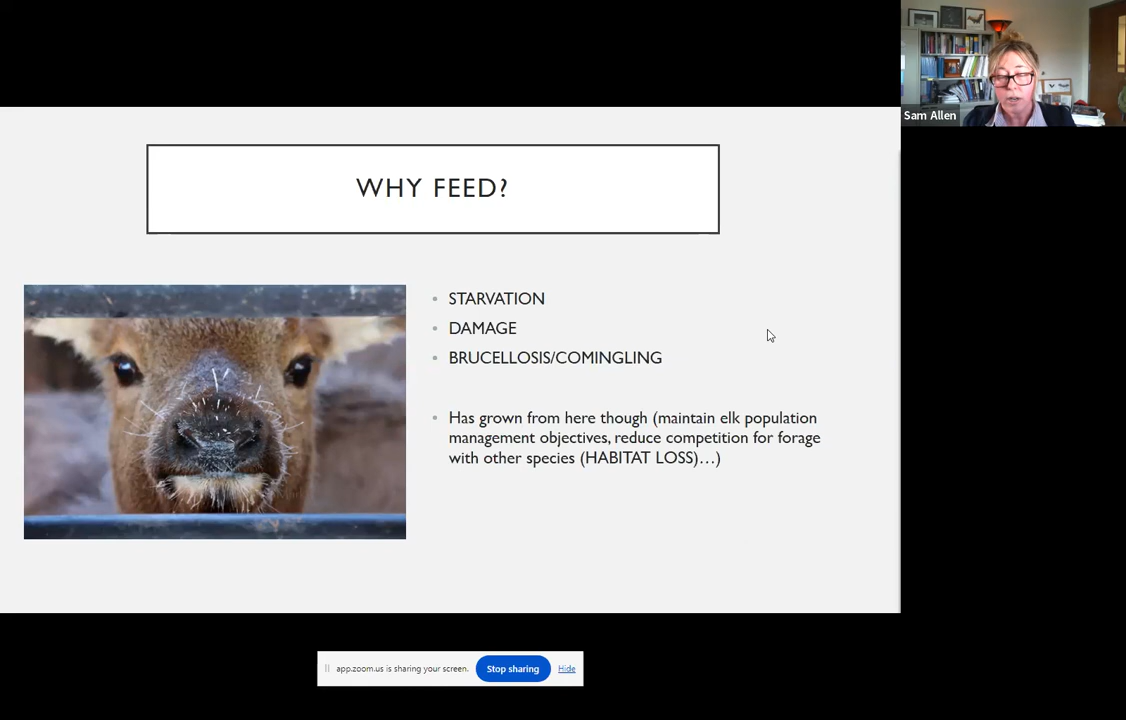 Sam Allen
WHY FEED?
• STARVATION
• DAMAGE
• BRUCELLOSIS/COMINGLING
• Has grown from here though (maintain elk population
management objectives, reduce competition for forage
with other species (HABITAT LOSS)…)
app.zoom.us is sharing your screen.
Stop sharing
Hide